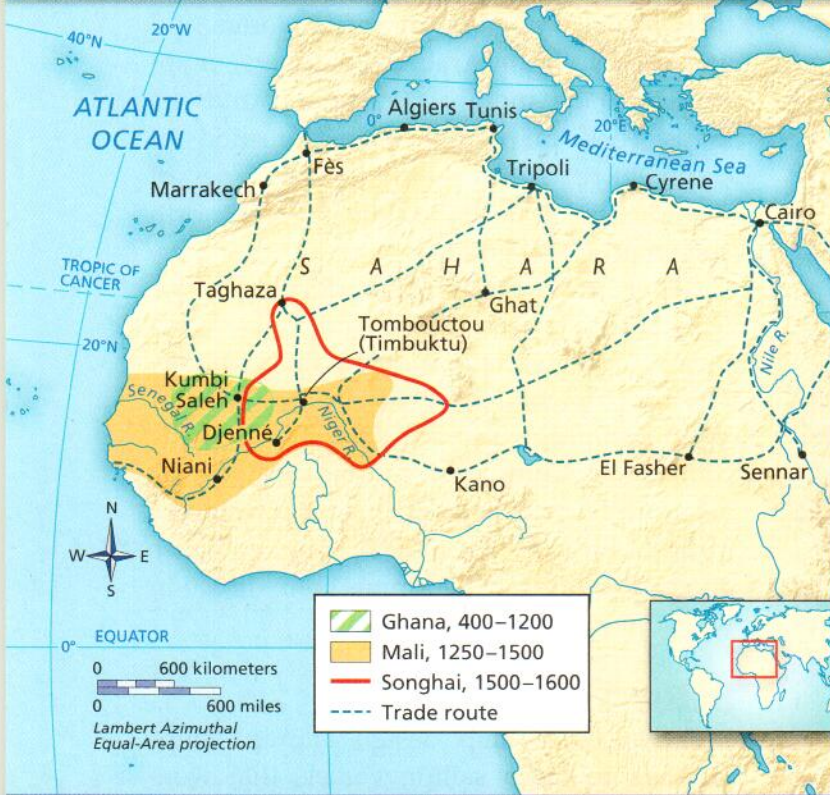 40°N
20°W
ATLANTIC
OCEAN
0°
Algiers
Tunis
20°E
Mediterranean Sea
Fès
Tripoli
Marrakech
Cyrene
Cairo
S A H A R A
TROPIC OF
CANCER
Taghaza
Ghat
Tombouctou
(Timbuktu)
20°N
Nile R.
Kumbi
Saleh
Senegal R.
Niger R.
Djenné
Niani
Kano
El Fasher
Sennar
N
W
E
S
0°
EQUATOR
0
600 kilometers
0
600 miles
Lambert Azimuthal
Equal-Area projection
Ghana, 400–1200
Mali, 1250–1500
Songhai, 1500–1600
Trade route